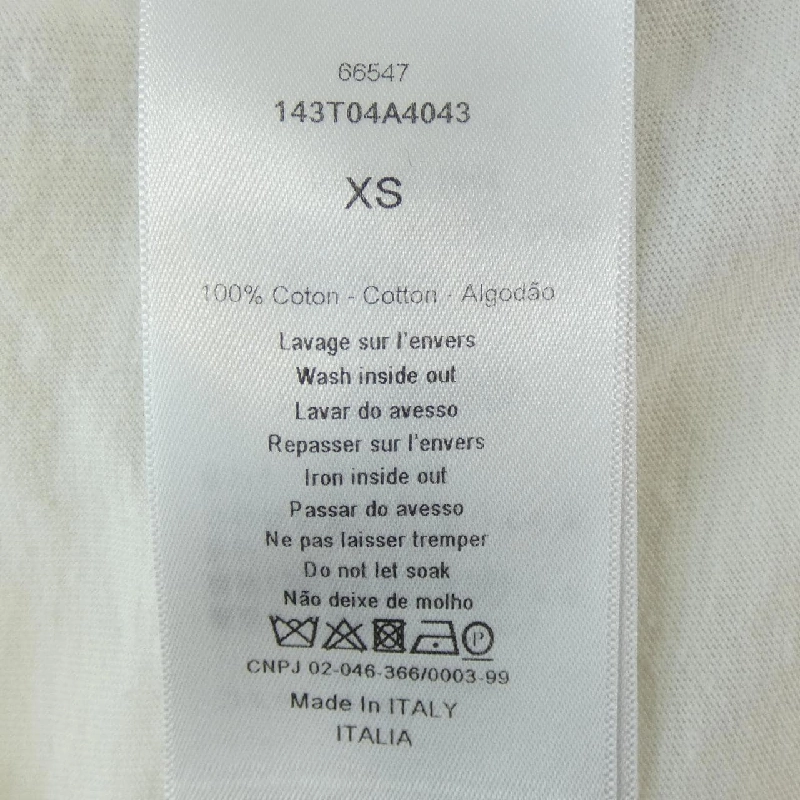 66547
143T04A4043
XS
100% Coton - Cotton - Algodão
Lavage sur l'envers
Wash inside out
Lavar do avesso
Repasser sur l'envers
Iron inside out
Passar do avesso
Ne pas laisser tremper
Do not let soak
Não deixe de molho
P
CNPJ 02-046-366/0003-99
Made In ITALY
ITALIA